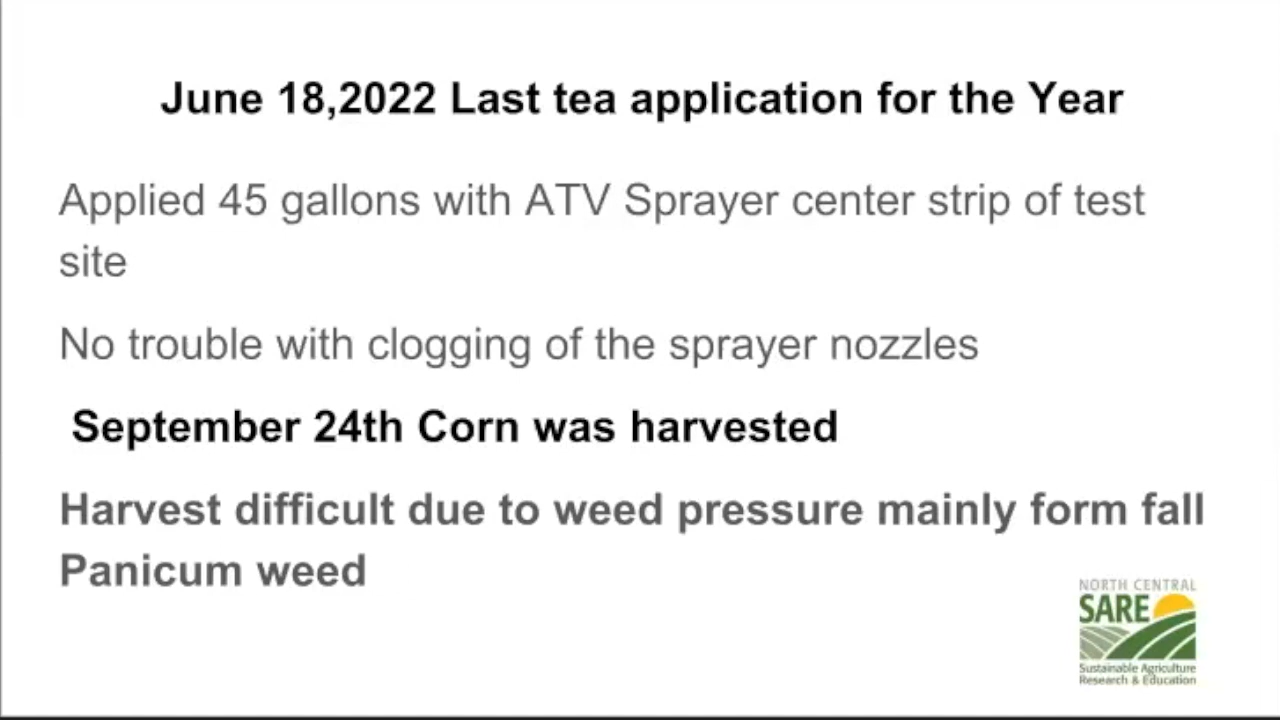 June 18,2022 Last tea application for the Year
Applied 45 gallons with ATV Sprayer center strip of test
site
No trouble with clogging of the sprayer nozzles
September 24th Corn was harvested
Harvest difficult due to weed pressure mainly form fall
Panicum weed
NORTH CENTRAL
SARE
Sustainable Agriculture
Research & Education